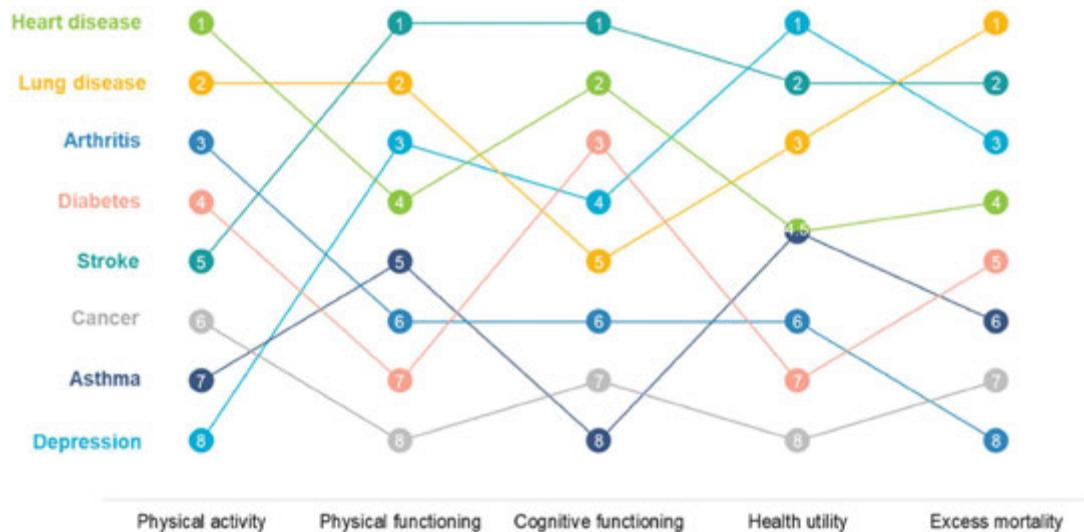 Heart disease 1 1 1 1 1
Lung disease 2 2 2 2 2
Arthritis 3 3 3 3 3
Diabetes 4 4 4 4.5 4
Stroke 5 5 5 5
Cancer 6 6 6 6 6
Asthma 7 7 7 7 7
Depression 8 8 8 8 8
Physical activity Physical functioning Cognitive functioning Health utility Excess mortality